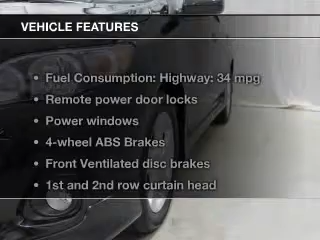 VEHICLE FEATURES
• Fuel Consumption: Highway: 34 mpg
• Remote power door locks
• Power windows
• 4-wheel ABS Brakes
• Front Ventilated disc brakes
• 1st and 2nd row curtain head